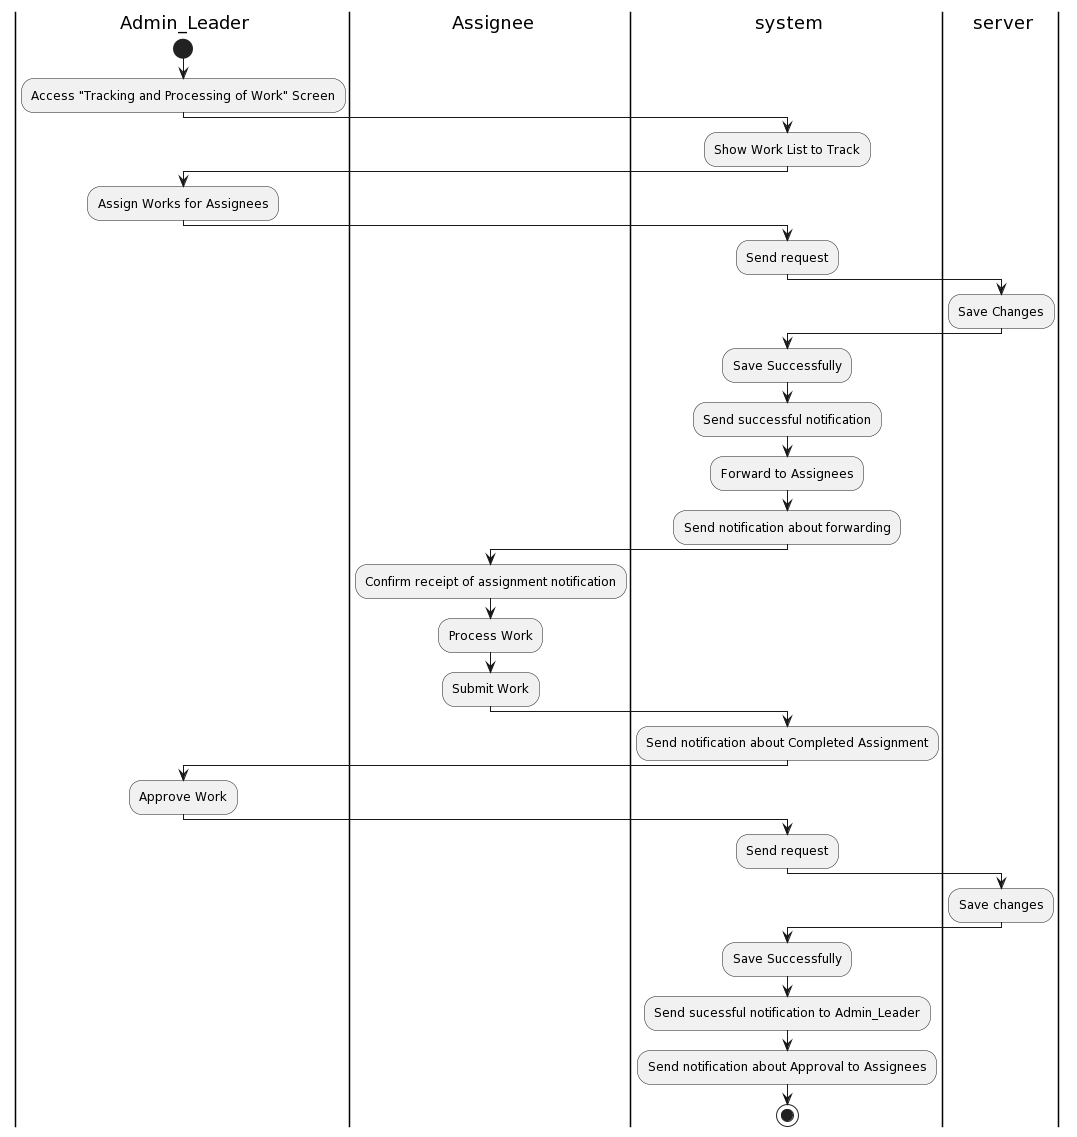 Admin_Leader
Assignee
system
server
Access "Tracking and Processing of Work" Screen
Show Work List to Track
Assign Works for Assignees
Send request
Save Changes
Save Successfully
Send successful notification
Forward to Assignees
Send notification about forwarding
Confirm receipt of assignment notification
Process Work
Submit Work
Send notification about Completed Assignment
Approve Work
Send request
Save changes
Save Successfully
Send sucessful notification to Admin_Leader
Send notification about Approval to Assignees